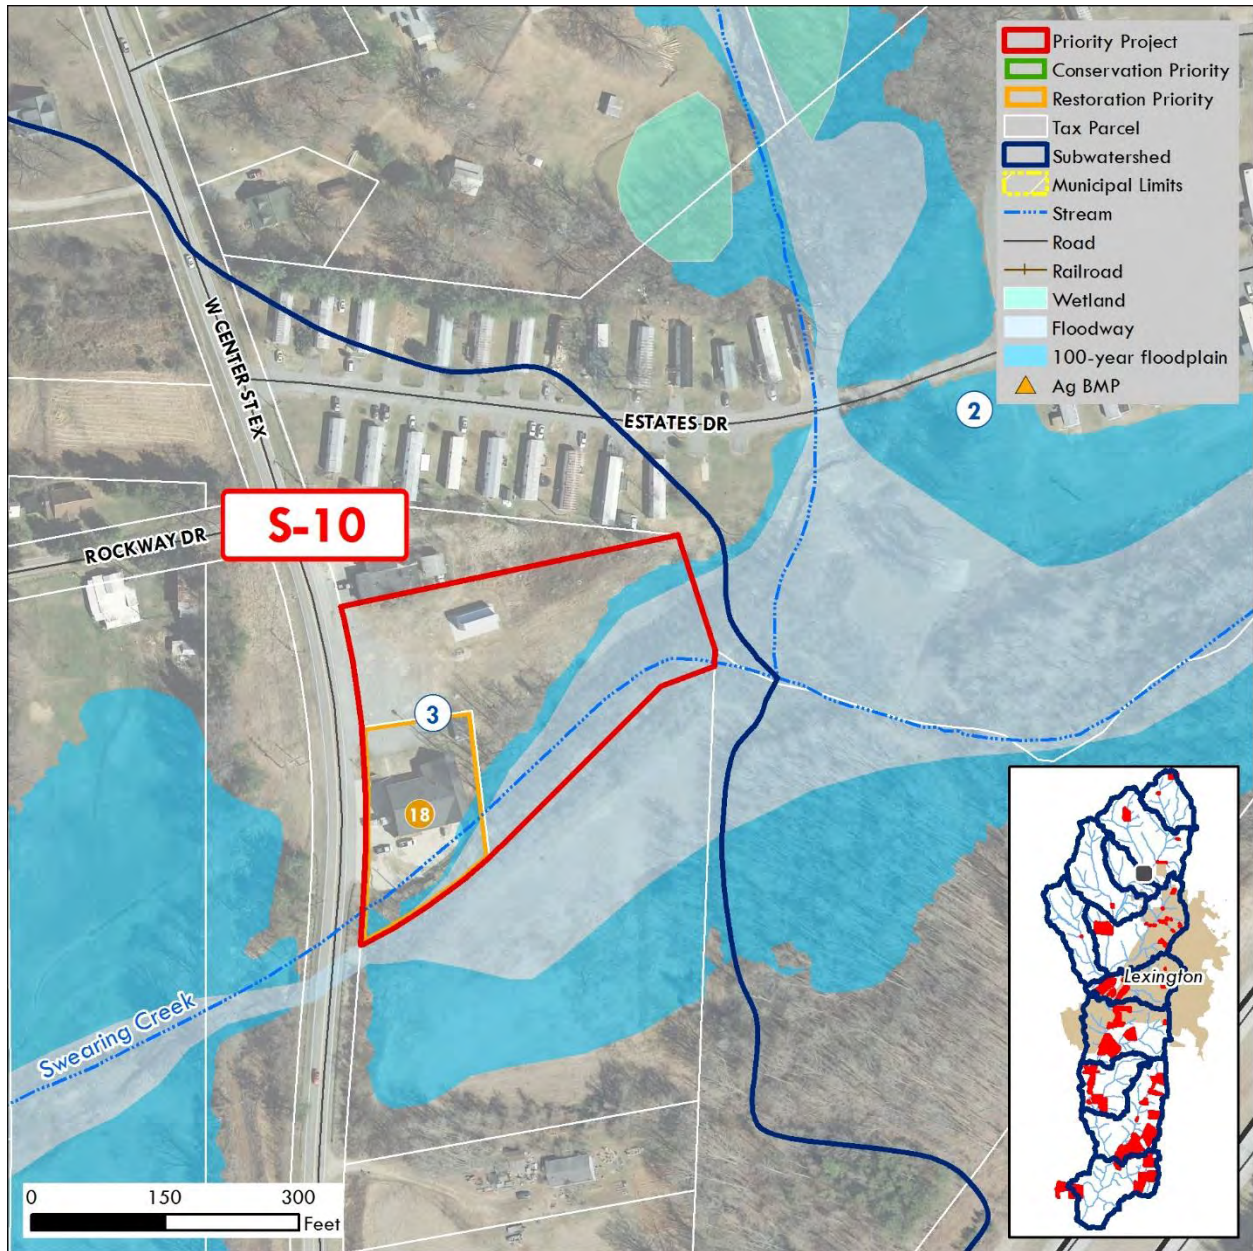 Priority Project
Conservation Priority
Restoration Priority
Tax Parcel
Subwatershed
Municipal Limits
Stream
Road
Railroad
Wetland
Floodway
100-year floodplain
Ag BMP
W CENTER ST EX
ESTATES DR
2
S-10
ROCKWAY DR
3
18
Swearing Creek
Lexington
0 150 300
Feet